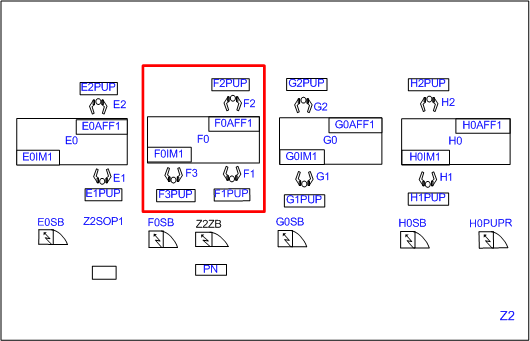 E2PUP F2PUP G2PUP H2PUP
E2 F2 G2 H2
E0AFF1 F0AFF1 G0AFF1 H0AFF1
E0 F0 G0 H0
E0IM1 F0IM1 G0IM1 H0IM1
E1 F3 F1 G1 H1
E1PUP F3PUP F1PUP G1PUP H1PUP
E0SB Z2SOP1 F0SB Z2ZB G0SB H0SB H0PUPR
PN
Z2